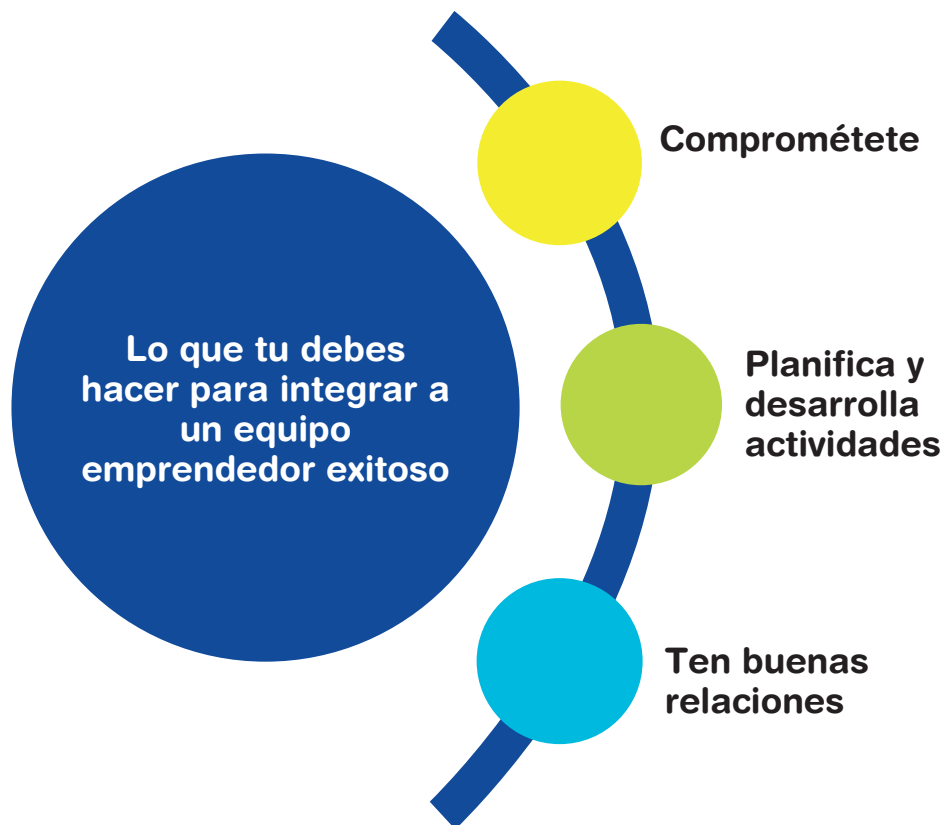 Comprométete
Lo que tu debes
hacer para integrar a
un equipo
emprendedor exitoso
Planifica y
desarrolla
actividades
Ten buenas
relaciones